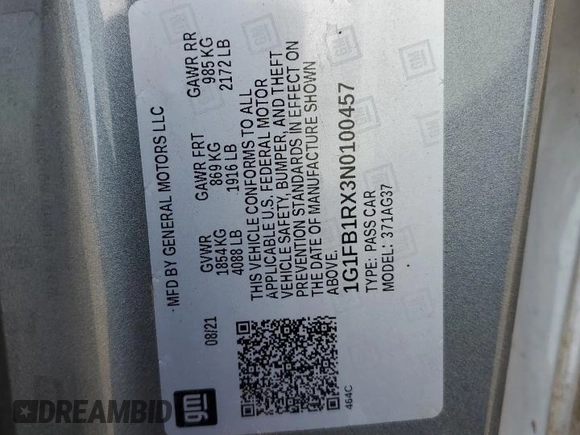 MFD BY GENERAL MOTORS LLC
08/21
GVWR
1854 KG
4088 LB
GAWR FRT
869 KG
1916 LB
GAWR RR
985 KG
2172 LB
THIS VEHICLE CONFORMS TO ALL
APPLICABLE U.S. FEDERAL MOTOR
VEHICLE SAFETY, BUMPER, AND THEFT
PREVENTION STANDARDS IN EFFECT ON
THE DATE OF MANUFACTURE SHOWN
ABOVE.
1G1FB1RX3N0100457
TYPE: PASS CAR
MODEL: 371AG37
464C
gm
DREAMBID